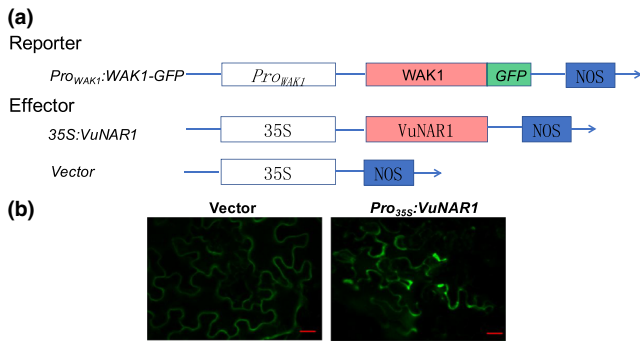 (a)
Reporter
ProWAK1:WAK1-GFP ProWAK1 WAK1 GFP NOS
Effector
35S:VuNAR1 35S VuNAR1 NOS
Vector 35S NOS
(b)
Vector Pro35S:VuNAR1